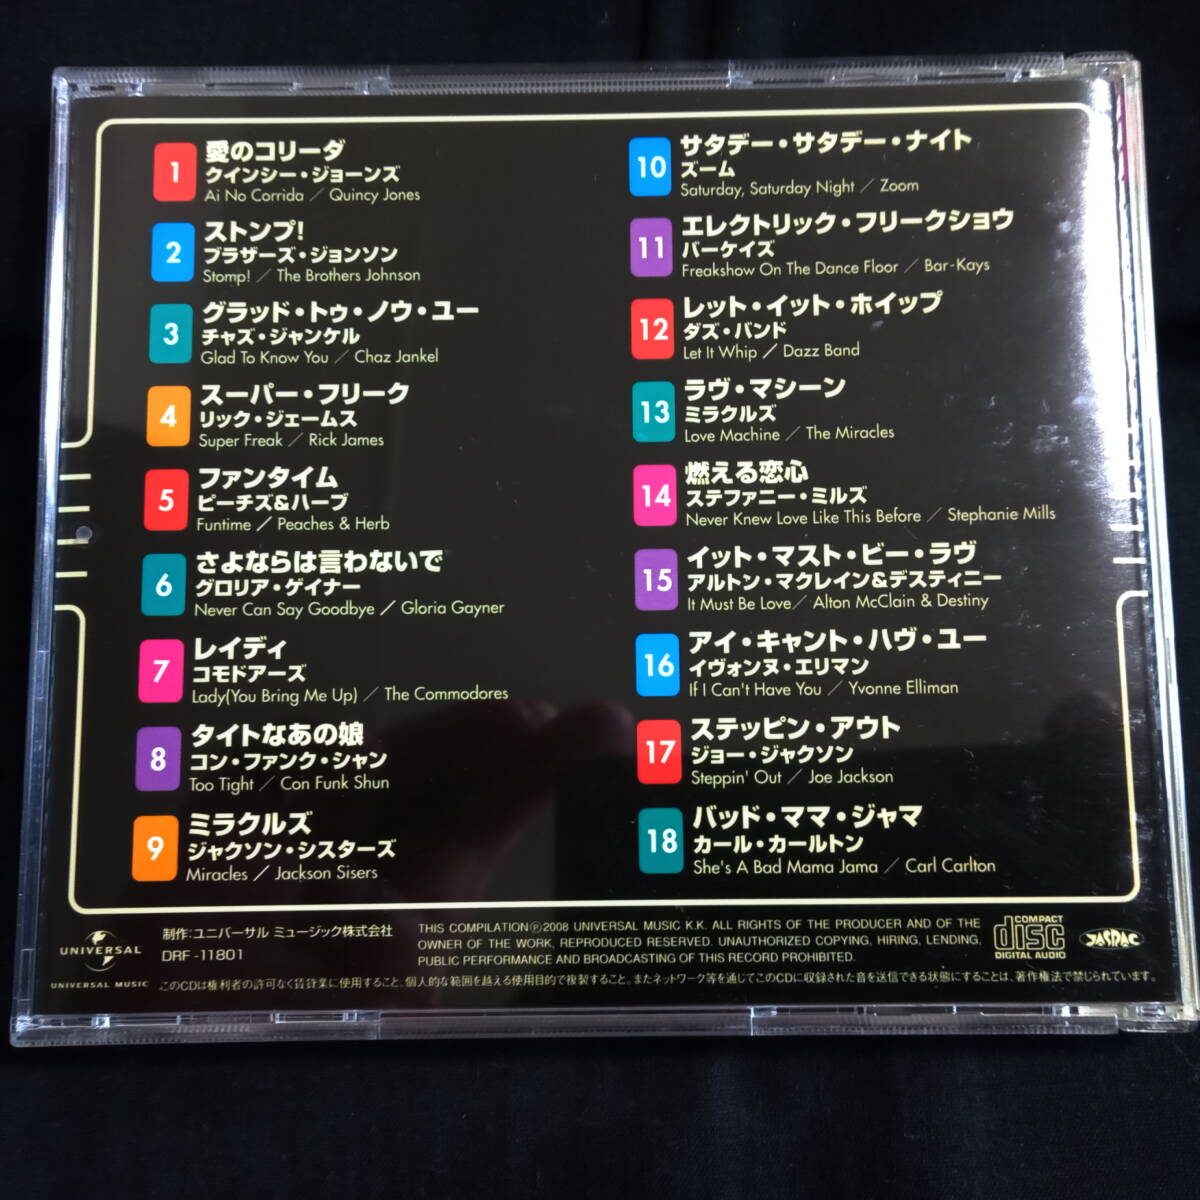 1
愛のコリーダ
クインシー・ジョーンズ
Ai No Corrida ／ Quincy Jones
2
ストンプ!
ブラザーズ・ジョンソン
Stomp! ／ The Brothers Johnson
3
グラッド・トゥ・ノウ・ユー
チャズ・ジャンケル
Glad To Know You ／ Chaz Jankel
4
スーパー・フリーク
リック・ジェームス
Super Freak ／ Rick James
5
ファンタイム
ピーチズ&ハーブ
Funtime ／ Peaches & Herb
6
さよならは言わないで
グロリア・ゲイナー
Never Can Say Goodbye ／ Gloria Gayner
7
レイディ
コモドアーズ
Lady(You Bring Me Up) ／ The Commodores
8
タイトなあの娘
コン・ファンク・シャン
Too Tight ／ Con Funk Shun
9
ミラクルズ
ジャクソン・シスターズ
Miracles ／ Jackson Sisers
10
サタデー・サタデー・ナイト
ズーム
Saturday, Saturday Night ／ Zoom
11
エレクトリック・フリークショウ
バーケイズ
Freakshow On The Dance Floor ／ Bar-Kays
12
レット・イット・ホイップ
ダズ・バンド
Let It Whip ／ Dazz Band
13
ラヴ・マシーン
ミラクルズ
Love Machine ／ The Miracles
14
燃える恋心
ステファニー・ミルズ
Never Knew Love Like This Before ／ Stephanie Mills
15
イット・マスト・ビー・ラヴ
アルトン・マクレイン&デスティニー
It Must Be Love ／ Alton McClain & Destiny
16
アイ・キャント・ハヴ・ユー
イヴォンヌ・エリマン
If I Can't Have You ／ Yvonne Elliman
17
ステッピン・アウト
ジョー・ジャクソン
Steppin' Out ／ Joe Jackson
18
バッド・ママ・ジャマ
カール・カールトン
She's A Bad Mama Jama ／ Carl Carlton
UNIVERSAL
UNIVERSAL MUSIC
制作:ユニバーサル ミュージック株式会社
DRF -11801
THIS COMPILATION℗2008 UNIVERSAL MUSIC K.K. ALL RIGHTS OF THE PRODUCER AND OF THE
OWNER OF THE WORK, REPRODUCED RESERVED. UNAUTHORIZED COPYING, HIRING, LENDING,
PUBLIC PERFORMANCE AND BROADCASTING OF THIS RECORD PROHIBITED.
COMPACT
disc
DIGITAL AUDIO
JASRAC
このCDは権利者の許可なく賃貸業に使用すること、個人的な範囲を越える使用目的で複製すること、またネットワーク等を通じてこのCDに収録された音を送信できる状態にすることは、著作権法で禁じられています。